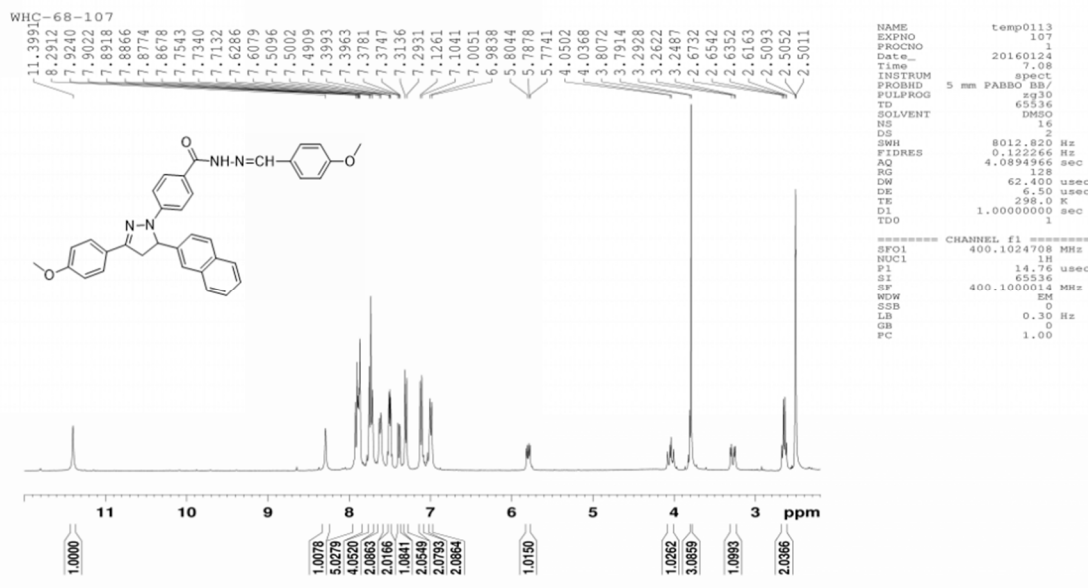 WHC-68-107
11.3991
8.2912
7.9240
7.9022
7.8918
7.8866
7.8774
7.8678
7.7543
7.7340
7.7132
7.6286
7.6079
7.5096
7.5002
7.4909
7.3993
7.3963
7.3781
7.3747
7.3136
7.2931
7.1261
7.1041
7.0051
6.9838
5.8044
5.7878
5.7741
4.0502
4.0368
3.8072
3.7914
3.2928
3.2622
3.2487
2.6732
2.6542
2.6352
2.6163
2.5093
2.5052
2.5011
O
NH-N=CH
O
N
N
O
11 10 9 8 7 6 5 4 3 ppm
1.0000
1.0078
5.0279
4.0520
2.0863
2.0166
1.0841
2.0549
2.0793
2.0864
1.0150
1.0262
3.0859
1.0993
2.0366
NAME temp0113
EXPNO 107
PROCNO 1
Date_ 20160124
Time 7.08
INSTRUM spect
PROBHD 5 mm PABBO BB/
PULPROG zg30
TD 65536
SOLVENT DMSO
NS 16
DS 2
SWH 8012.820 Hz
FIDRES 0.122266 Hz
AQ 4.0894966 sec
RG 128
DW 62.400 usec
DE 6.50 usec
TE 298.0 K
D1 1.00000000 sec
TD0 1
======== CHANNEL f1 ========
SFO1 400.1024708 MHz
NUC1 1H
P1 14.76 usec
SI 65536
SF 400.1000014 MHz
WDW EM
SSB 0
LB 0.30 Hz
GB 0
PC 1.00